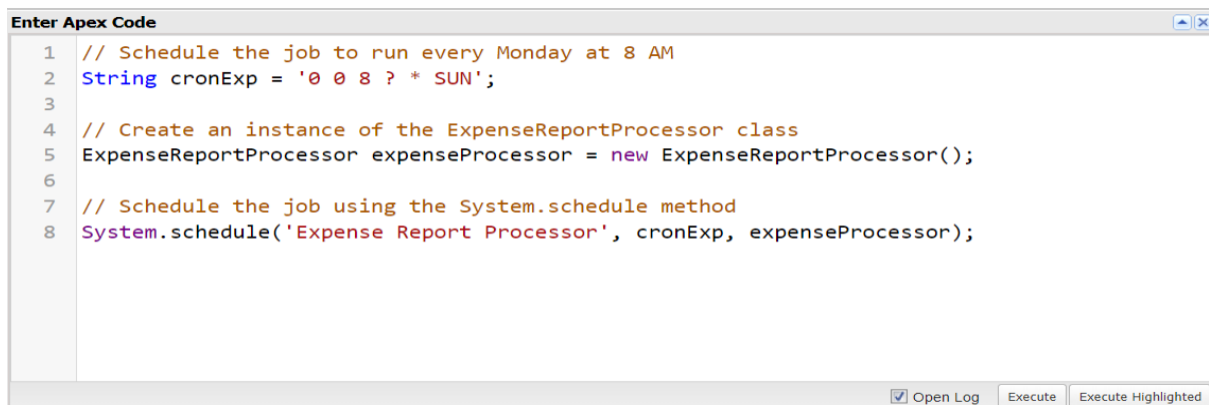 Enter Apex Code
1 // Schedule the job to run every Monday at 8 AM
2 String cronExp = '0 0 8 ? * SUN';
3
4 // Create an instance of the ExpenseReportProcessor class
5 ExpenseReportProcessor expenseProcessor = new ExpenseReportProcessor();
6
7 // Schedule the job using the System.schedule method
8 System.schedule('Expense Report Processor', cronExp, expenseProcessor);
Open Log Execute Execute Highlighted